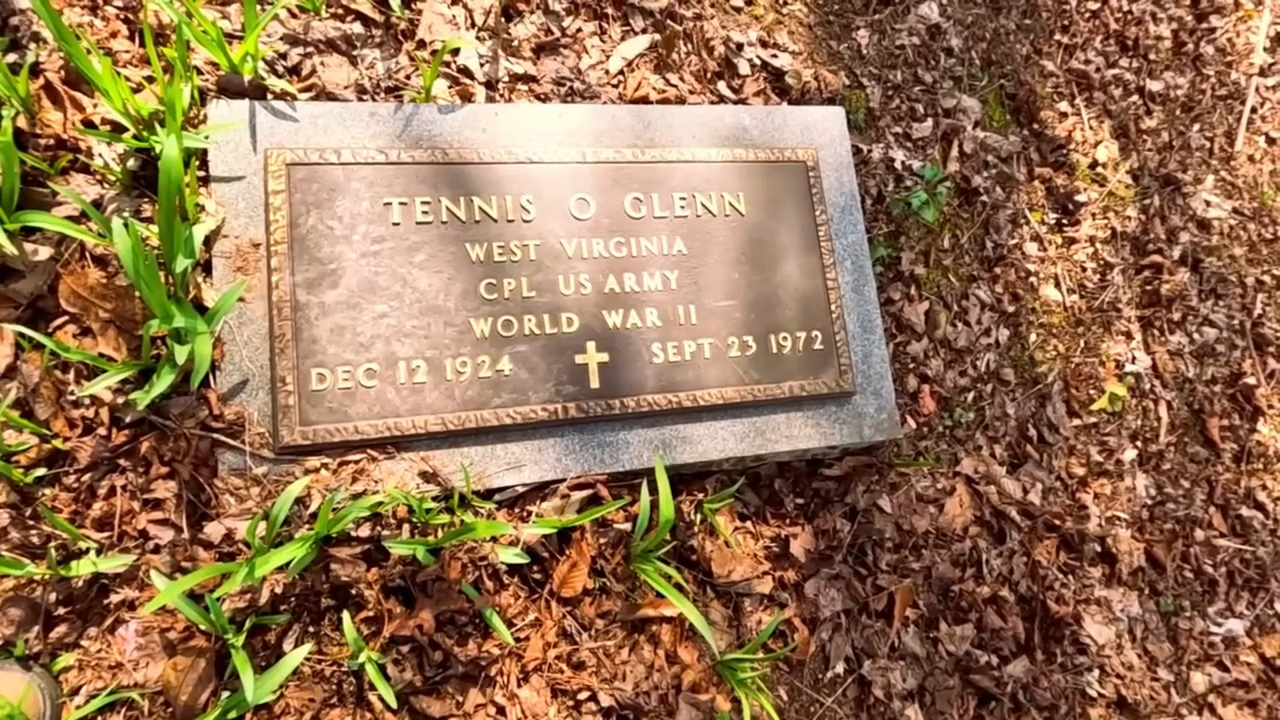 TENNIS O GLENN
WEST VIRGINIA
CPL US ARMY
WORLD WAR II
DEC 12 1924 SEPT 23 1972